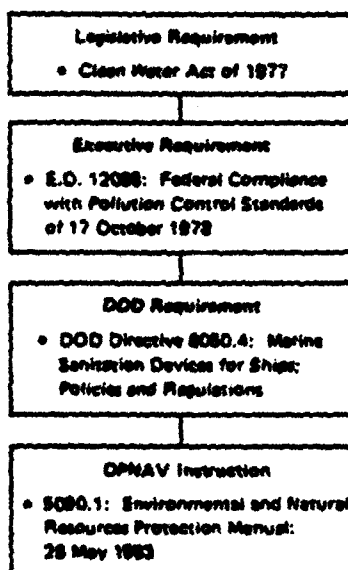 Legislative Requirement
• Clean Water Act of 1977
Executive Requirement
• E.O. 12088: Federal Compliance
with Pollution Control Standards
of 17 October 1978
DOD Requirement
• DOD Directive 6050.4: Marine
Sanitation Devices for Ships;
Policies and Regulations
OPNAV Instruction
• 5090.1: Environmental and Natural
Resources Protection Manual:
26 May 1983